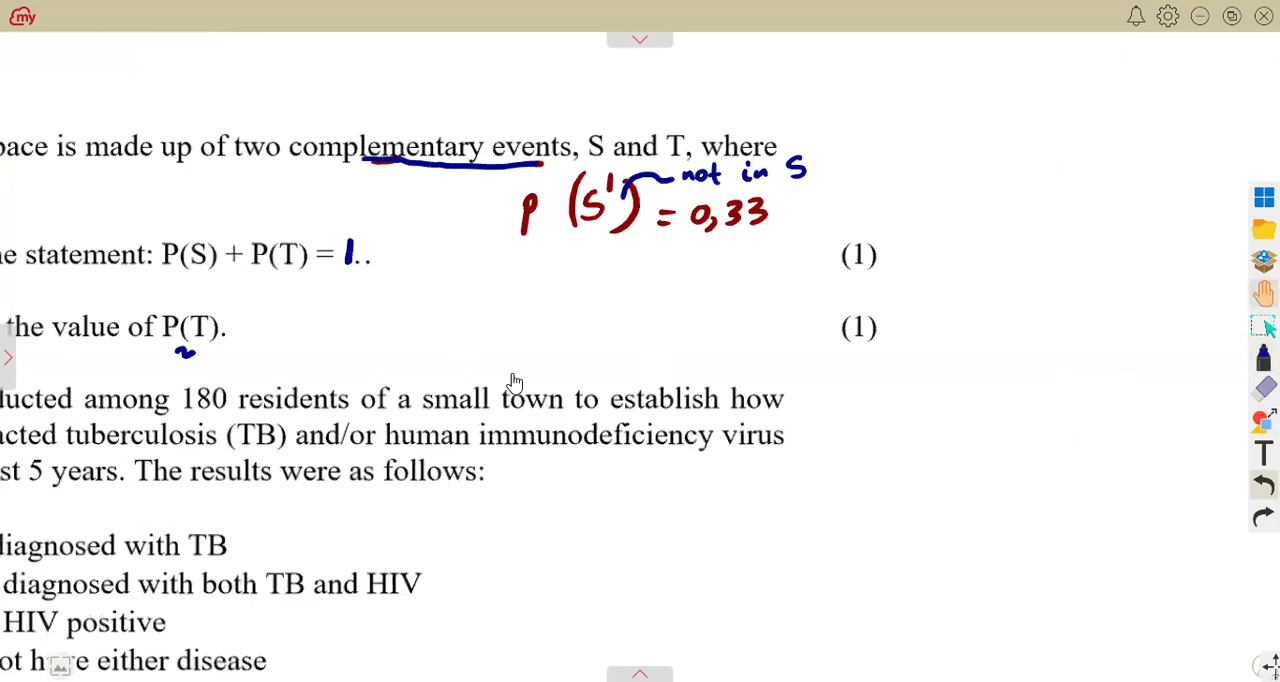 my
pace is made up of two complementary events, S and T, where
not in S
P (S') = 0,33
he statement: P(S) + P(T) = 1.. (1)
the value of P(T). (1)
ducted among 180 residents of a small town to establish how
acted tuberculosis (TB) and/or human immunodeficiency virus
st 5 years. The results were as follows:
diagnosed with TB
diagnosed with both TB and HIV
HIV positive
ot have either disease